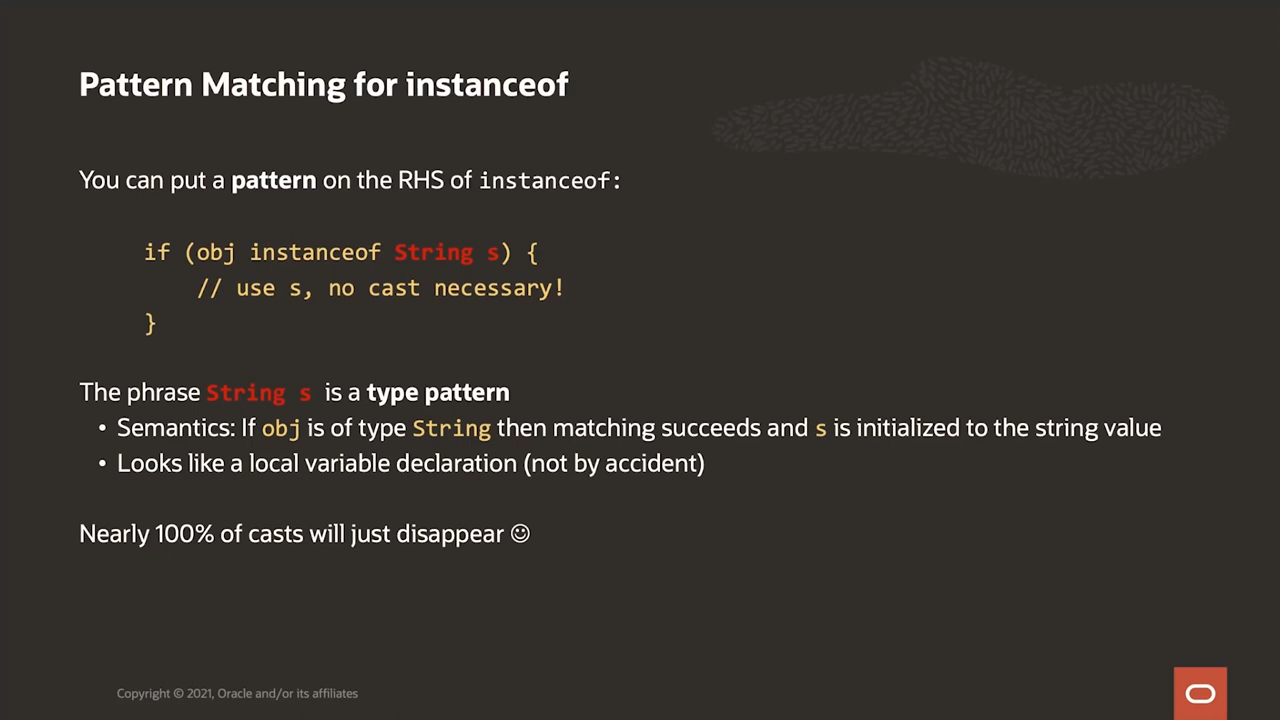 Pattern Matching for instanceof
You can put a pattern on the RHS of instanceof:
if (obj instanceof String s) {
// use s, no cast necessary!
}
The phrase String s is a type pattern
• Semantics: If obj is of type String then matching succeeds and s is initialized to the string value
• Looks like a local variable declaration (not by accident)
Nearly 100% of casts will just disappear ☺
Copyright © 2021, Oracle and/or its affiliates